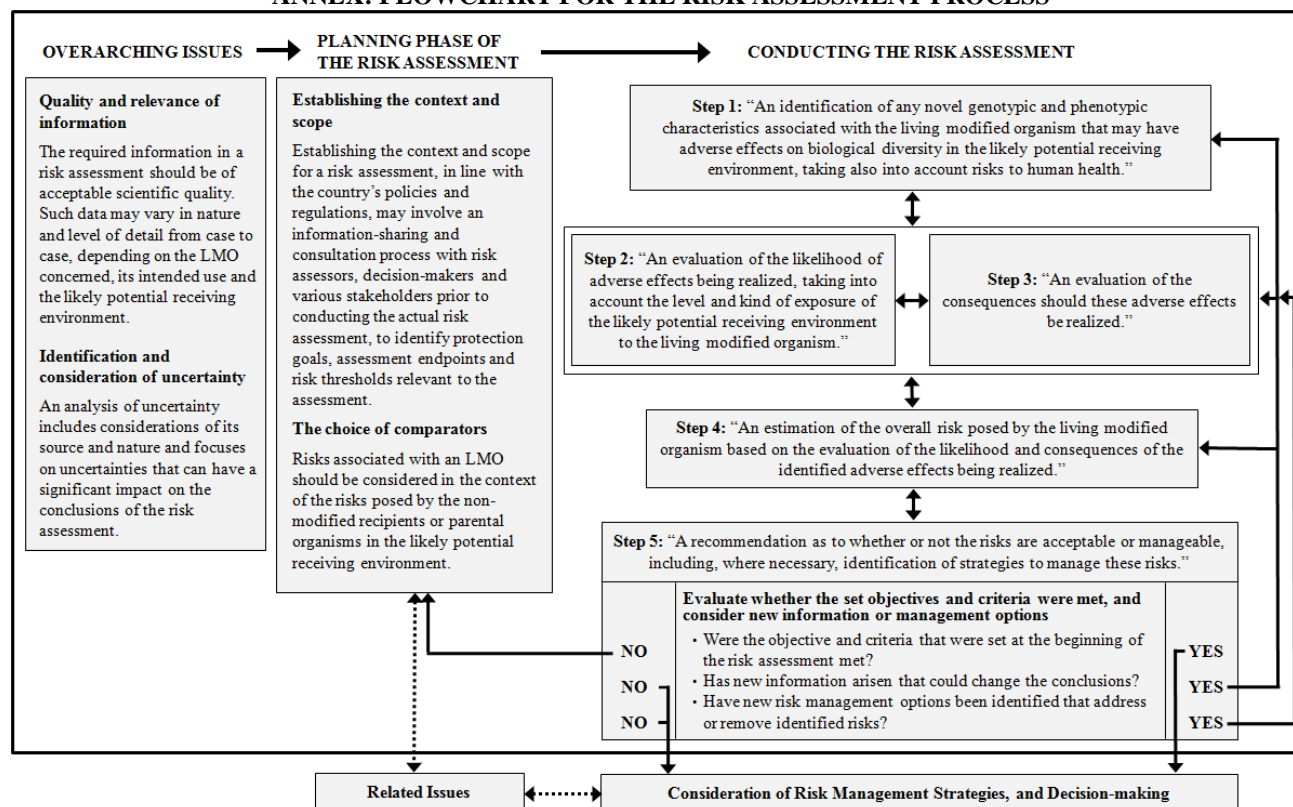 ANNEX: FLOWCHART FOR THE RISK ASSESSMENT PROCESS
OVERARCHING ISSUES
PLANNING PHASE OF
THE RISK ASSESSMENT
CONDUCTING THE RISK ASSESSMENT
Quality and relevance of
information
The required information in a
risk assessment should be of
acceptable scientific quality.
Such data may vary in nature
and level of detail from case to
case, depending on the LMO
concerned, its intended use and
the likely potential receiving
environment.
Identification and
consideration of uncertainty
An analysis of uncertainty
includes considerations of its
source and nature and focuses
on uncertainties that can have a
significant impact on the
conclusions of the risk
assessment.
Establishing the context and
scope
Establishing the context and scope
for a risk assessment, in line with
the country’s policies and
regulations, may involve an
information-sharing and
consultation process with risk
assessors, decision-makers and
various stakeholders prior to
conducting the actual risk
assessment, to identify protection
goals, assessment endpoints and
risk thresholds relevant to the
assessment.
The choice of comparators
Risks associated with an LMO
should be considered in the context
of the risks posed by the non-
modified recipients or parental
organisms in the likely potential
receiving environment.
Step 1: “An identification of any novel genotypic and phenotypic
characteristics associated with the living modified organism that may have
adverse effects on biological diversity in the likely potential receiving
environment, taking also into account risks to human health.”
Step 2: “An evaluation of the likelihood of
adverse effects being realized, taking into
account the level and kind of exposure of
the likely potential receiving environment
to the living modified organism.”
Step 3: “An evaluation of the
consequences should these adverse effects
be realized.”
Step 4: “An estimation of the overall risk posed by the living modified
organism based on the evaluation of the likelihood and consequences of the
identified adverse effects being realized.”
Step 5: “A recommendation as to whether or not the risks are acceptable or manageable,
including, where necessary, identification of strategies to manage these risks.”
Evaluate whether the set objectives and criteria were met, and
consider new information or management options
• Were the objective and criteria that were set at the beginning of
the risk assessment met?
• Has new information arisen that could change the conclusions?
• Have new risk management options been identified that address
or remove identified risks?
NO
NO
NO
YES
YES
YES
Related Issues
Consideration of Risk Management Strategies, and Decision-making